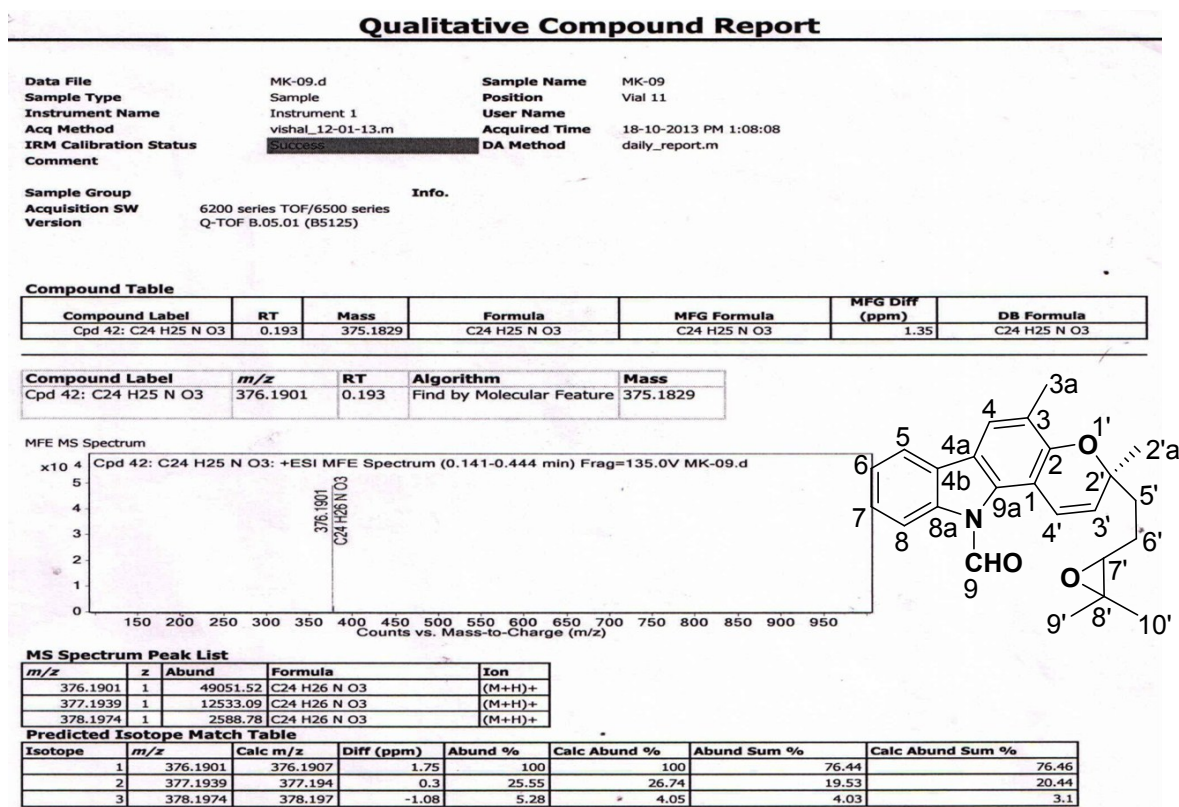 Qualitative Compound Report
Data File MK-09.d Sample Name MK-09
Sample Type Sample Position Vial 11
Instrument Name Instrument 1 User Name
Acq Method vishal_12-01-13.m Acquired Time 18-10-2013 PM 1:08:08
IRM Calibration Status Success DA Method daily_report.m
Comment
Sample Group Info.
Acquisition SW 6200 series TOF/6500 series
Version Q-TOF B.05.01 (B5125)
Compound Table
Compound Label RT Mass Formula MFG Formula MFG Diff (ppm) DB Formula
Cpd 42: C24 H25 N O3 0.193 375.1829 C24 H25 N O3 C24 H25 N O3 1.35 C24 H25 N O3
Compound Label m/z RT Algorithm Mass
Cpd 42: C24 H25 N O3 376.1901 0.193 Find by Molecular Feature 375.1829
MFE MS Spectrum
x10 4 Cpd 42: C24 H25 N O3: +ESI MFE Spectrum (0.141-0.444 min) Frag=135.0V MK-09.d
5
4
3
2
1
0
376.1901
C24 H26 N O3
150 200 250 300 350 400 450 500 550 600 650 700 750 800 850 900 950
Counts vs. Mass-to-Charge (m/z)
3a
4 3
5 4a O 1'
6 2 2'a
4b 2'
7 9a 1 5'
8 8a N 4' 3'
6'
CHO
9
O 7'
8'
9' 10'
MS Spectrum Peak List
m/z z Abund Formula Ion
376.1901 1 49051.52 C24 H26 N O3 (M+H)+
377.1939 1 12533.09 C24 H26 N O3 (M+H)+
378.1974 1 2588.78 C24 H26 N O3 (M+H)+
Predicted Isotope Match Table
Isotope m/z Calc m/z Diff (ppm) Abund % Calc Abund % Abund Sum % Calc Abund Sum %
1 376.1901 376.1907 1.75 100 100 76.44 76.46
2 377.1939 377.194 0.3 25.55 26.74 19.53 20.44
3 378.1974 378.197 -1.08 5.28 4.05 4.03 3.1